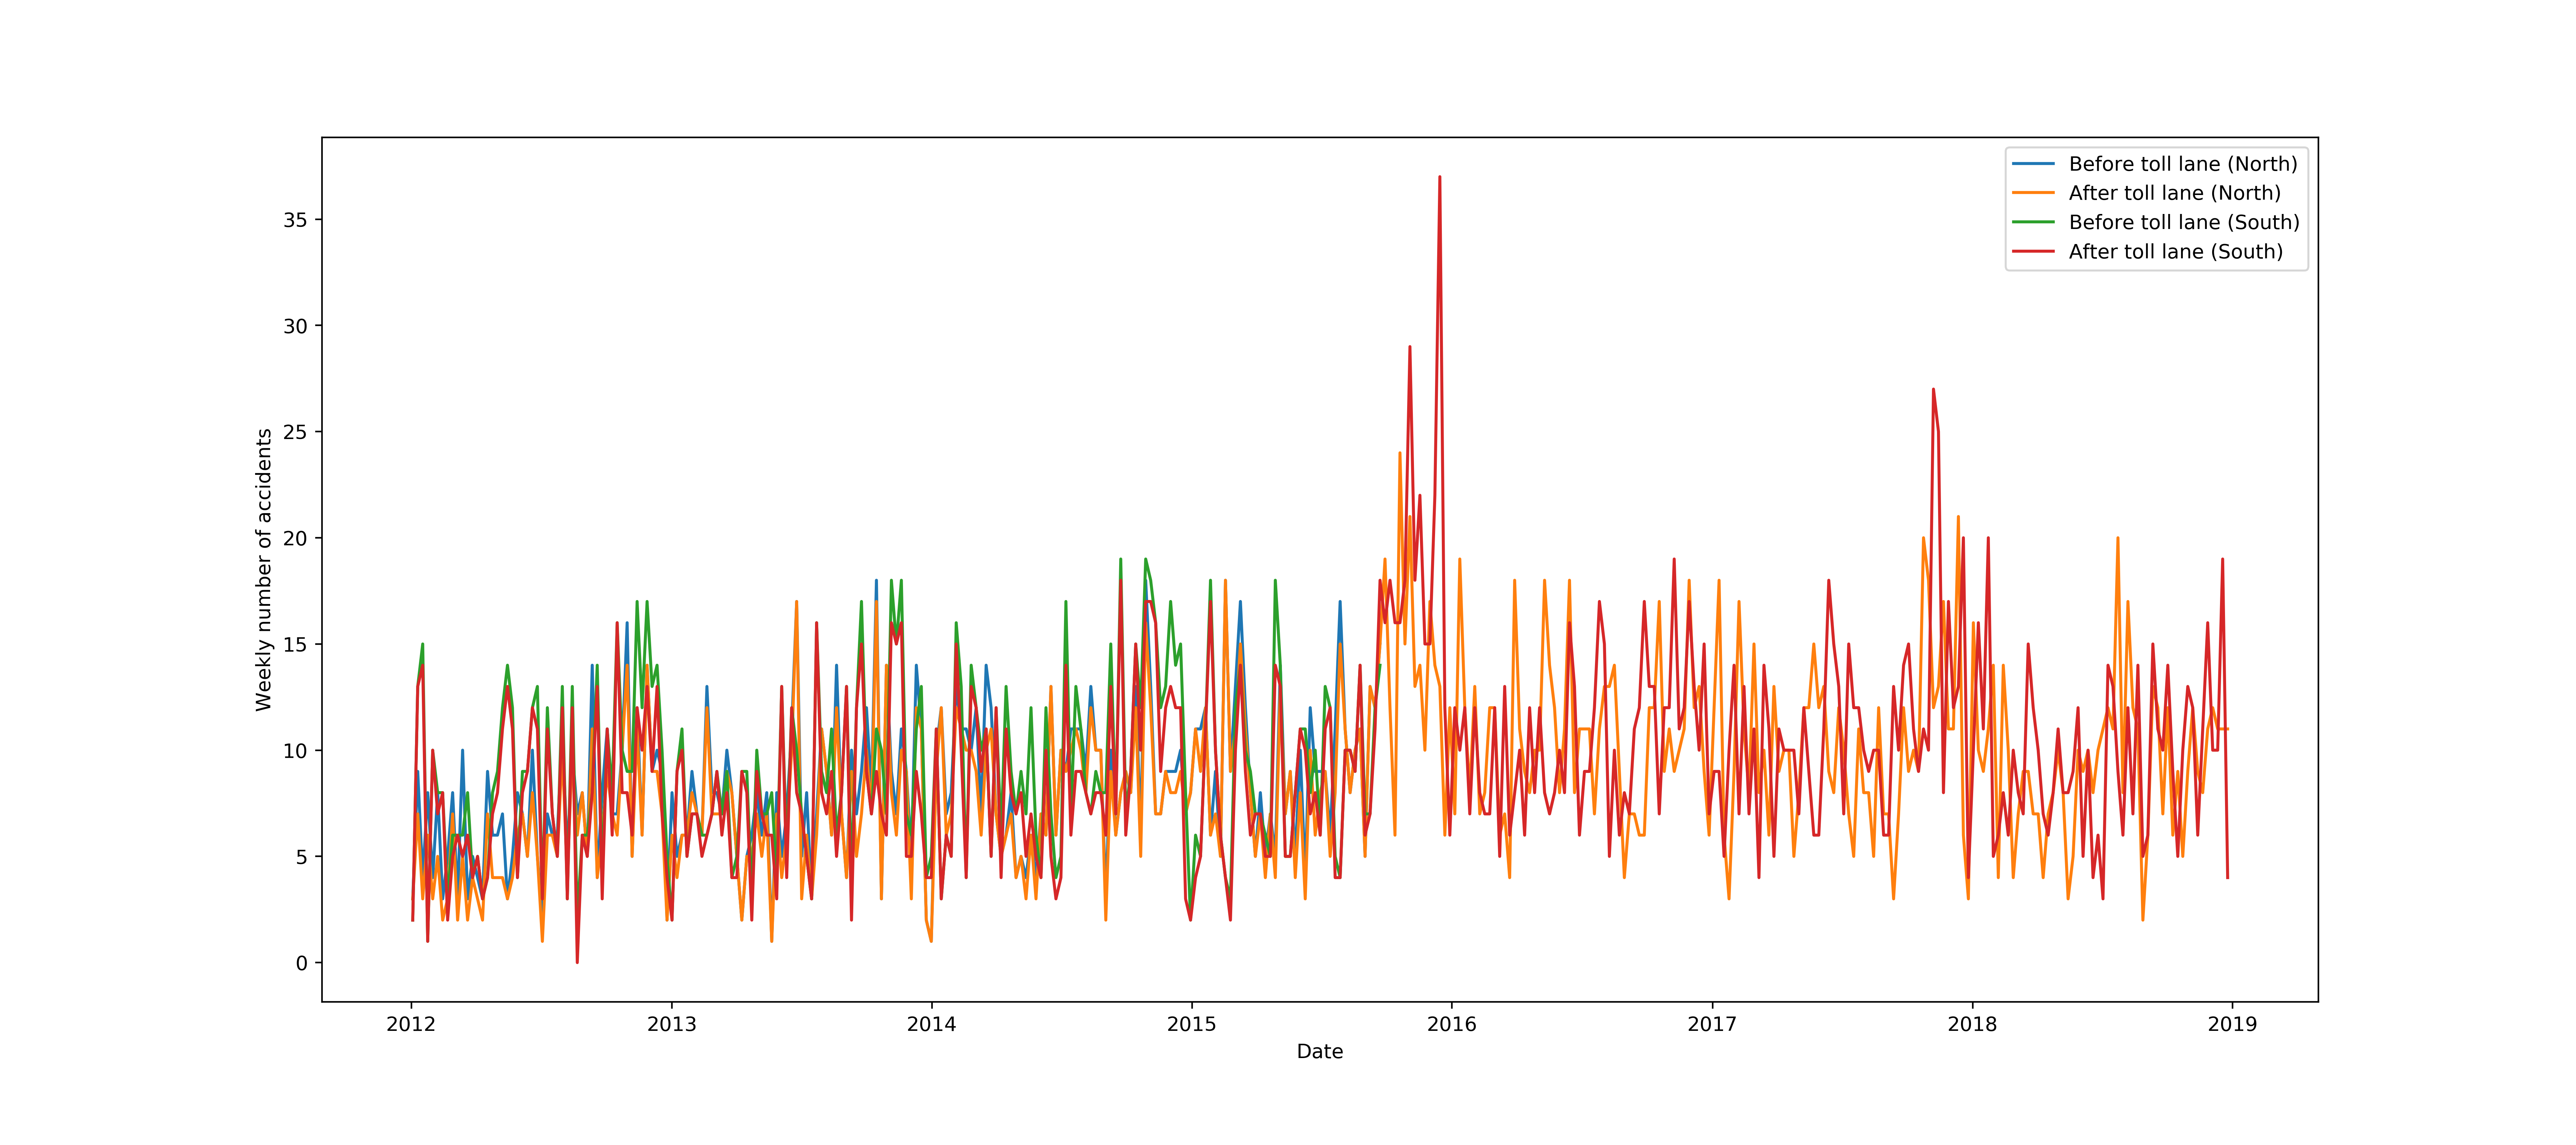 Before toll lane (North)
After toll lane (North)
Before toll lane (South)
After toll lane (South)
Weekly number of accidents
35
30
25
20
15
10
5
0
2012 2013 2014 2015 2016 2017 2018 2019
Date